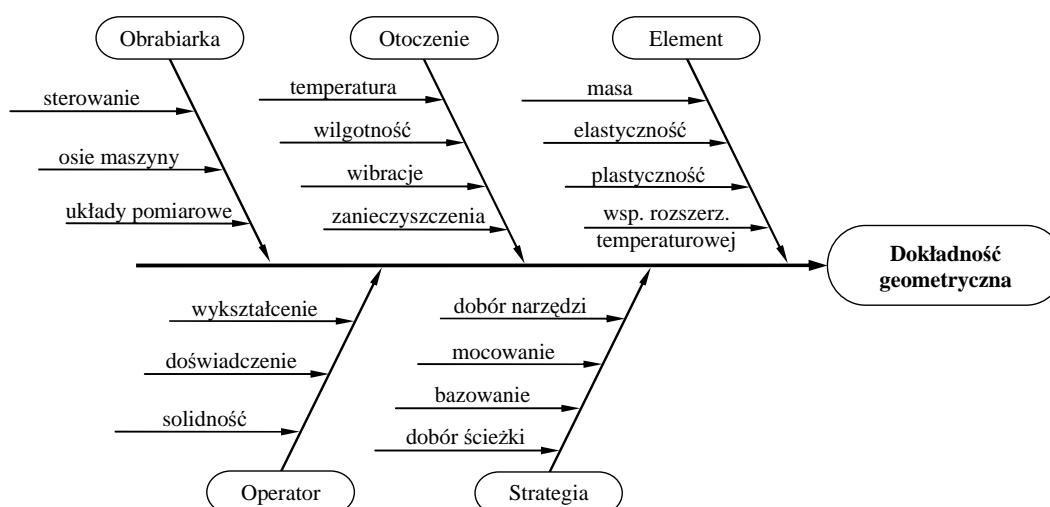 Obrabiarka
sterowanie
osie maszyny
układy pomiarowe
Otoczenie
temperatura
wilgotność
wibracje
zanieczyszczenia
Element
masa
elastyczność
plastyczność
wsp. rozszerz.
temperaturowej
Dokładność
geometryczna
wykształcenie
doświadczenie
solidność
Operator
dobór narzędzi
mocowanie
bazowanie
dobór ścieżki
Strategia